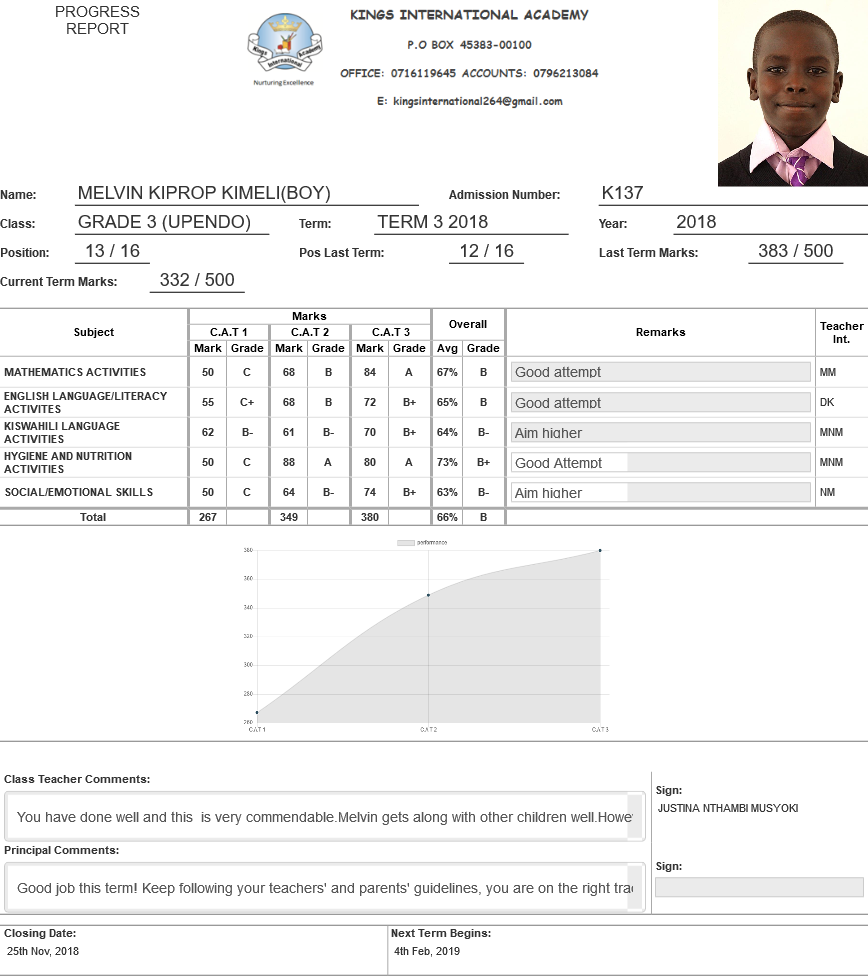 PROGRESS
REPORT
KINGS INTERNATIONAL ACADEMY
P.O BOX 45383-00100
OFFICE: 0716119645 ACCOUNTS: 0796213084
E: kingsinternational264@gmail.com
Kings International Academy
Nurturing Excellence
Name: MELVIN KIPROP KIMELI(BOY) Admission Number: K137
Class: GRADE 3 (UPENDO) Term: TERM 3 2018 Year: 2018
Position: 13 / 16 Pos Last Term: 12 / 16 Last Term Marks: 383 / 500
Current Term Marks: 332 / 500
Subject Marks Overall Remarks Teacher Int.
C.A.T 1 C.A.T 2 C.A.T 3
Mark Grade Mark Grade Mark Grade Avg Grade
MATHEMATICS ACTIVITIES 50 C 68 B 84 A 67% B Good attempt MM
ENGLISH LANGUAGE/LITERACY ACTIVITES 55 C+ 68 B 72 B+ 65% B Good attempt DK
KISWAHILI LANGUAGE ACTIVITIES 62 B- 61 B- 70 B+ 64% B- Aim higher MNM
HYGIENE AND NUTRITION ACTIVITIES 50 C 88 A 80 A 73% B+ Good Attempt MNM
SOCIAL/EMOTIONAL SKILLS 50 C 64 B- 74 B+ 63% B- Aim higher NM
Total 267 349 380 66% B
performance
380
360
340
320
300
280
260
CAT1 CAT2 CAT3
Class Teacher Comments:
You have done well and this is very commendable.Melvin gets along with other children well.Howe
Sign:
JUSTINA NTHAMBI MUSYOKI
Principal Comments:
Good job this term! Keep following your teachers' and parents' guidelines, you are on the right tra
Sign:
Closing Date: Next Term Begins:
25th Nov, 2018 4th Feb, 2019